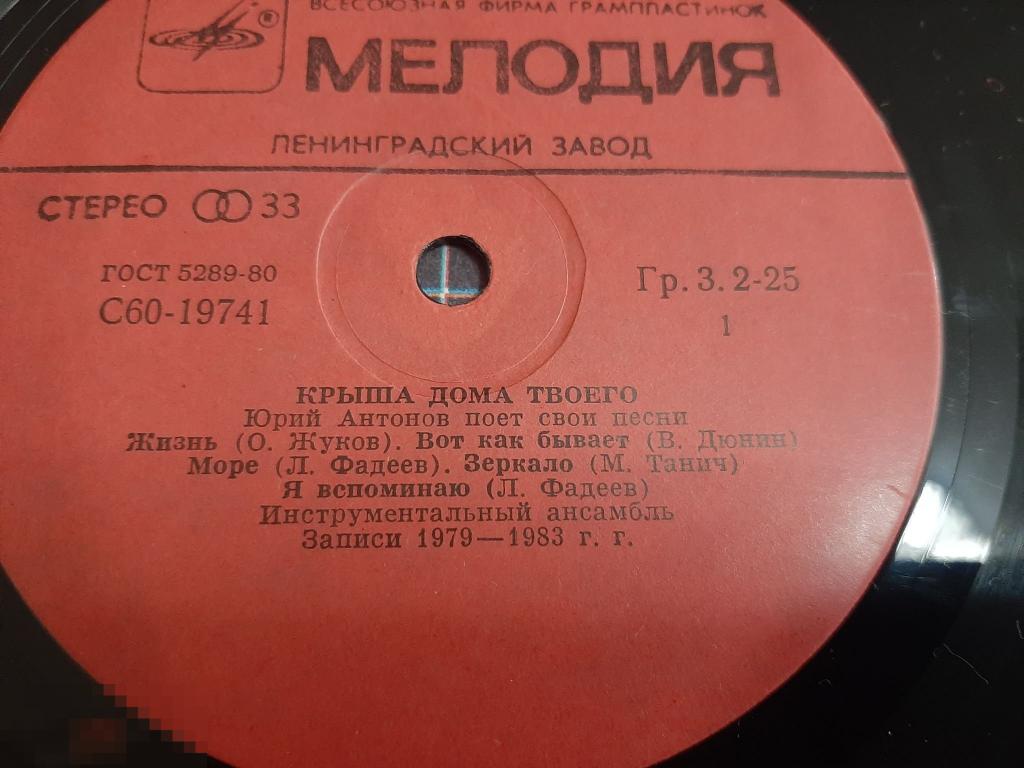 ВСЕСОЮЗНАЯ ФИРМА ГРАМПЛАСТИНОК
®
МЕЛОДИЯ
ЛЕНИНГРАДСКИЙ ЗАВОД
СТЕРЕО 33
ГОСТ 5289-80
С60-19741
Гр. 3. 2-25
1
КРЫША ДОМА ТВОЕГО
Юрий Антонов поет свои песни
Жизнь (О. Жуков). Вот как бывает (В. Дюнин)
Море (Л. Фадеев). Зеркало (М. Танич)
Я вспоминаю (Л. Фадеев)
Инструментальный ансамбль
Записи 1979—1983 г. г.